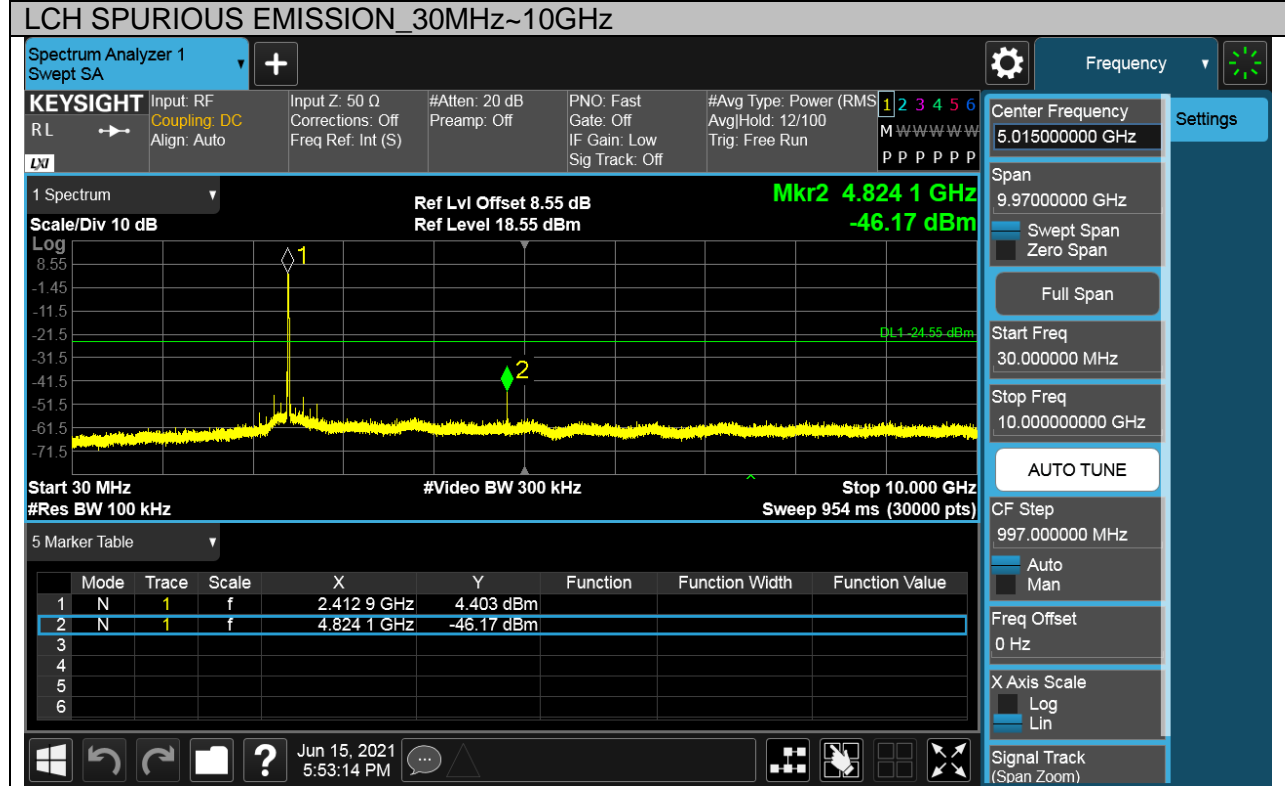 LCH SPURIOUS EMISSION_30MHz~10GHz
Spectrum Analyzer 1
Swept SA
Frequency
KEYSIGHT
RL
LXI
Input: RF
Coupling: DC
Align: Auto
Input Z: 50 Ω
Corrections: Off
Freq Ref: Int (S)
#Atten: 20 dB
Preamp: Off
PNO: Fast
Gate: Off
IF Gain: Low
Sig Track: Off
#Avg Type: Power (RMS
Avg|Hold: 12/100
Trig: Free Run
1 2 3 4 5 6
M W W W W W
P P P P P P
1 Spectrum
Scale/Div 10 dB
Ref Lvl Offset 8.55 dB
Ref Level 18.55 dBm
Mkr2 4.824 1 GHz
-46.17 dBm
Log
8.55
-1.45
-11.5
-21.5
-31.5
-41.5
-51.5
-61.5
-71.5
1
2
DL1 -24.55 dBm
Start 30 MHz
#Video BW 300 kHz
Stop 10.000 GHz
#Res BW 100 kHz
Sweep 954 ms (30000 pts)
5 Marker Table
Mode Trace Scale X Y Function Function Width Function Value
1 N 1 f 2.412 9 GHz 4.403 dBm
2 N 1 f 4.824 1 GHz -46.17 dBm
3
4
5
6
Jun 15, 2021
5:53:14 PM
Settings
Center Frequency
5.015000000 GHz
Span
9.97000000 GHz
Swept Span
Zero Span
Full Span
Start Freq
30.000000 MHz
Stop Freq
10.000000000 GHz
AUTO TUNE
CF Step
997.000000 MHz
Auto
Man
Freq Offset
0 Hz
X Axis Scale
Log
Lin
Signal Track
(Span Zoom)